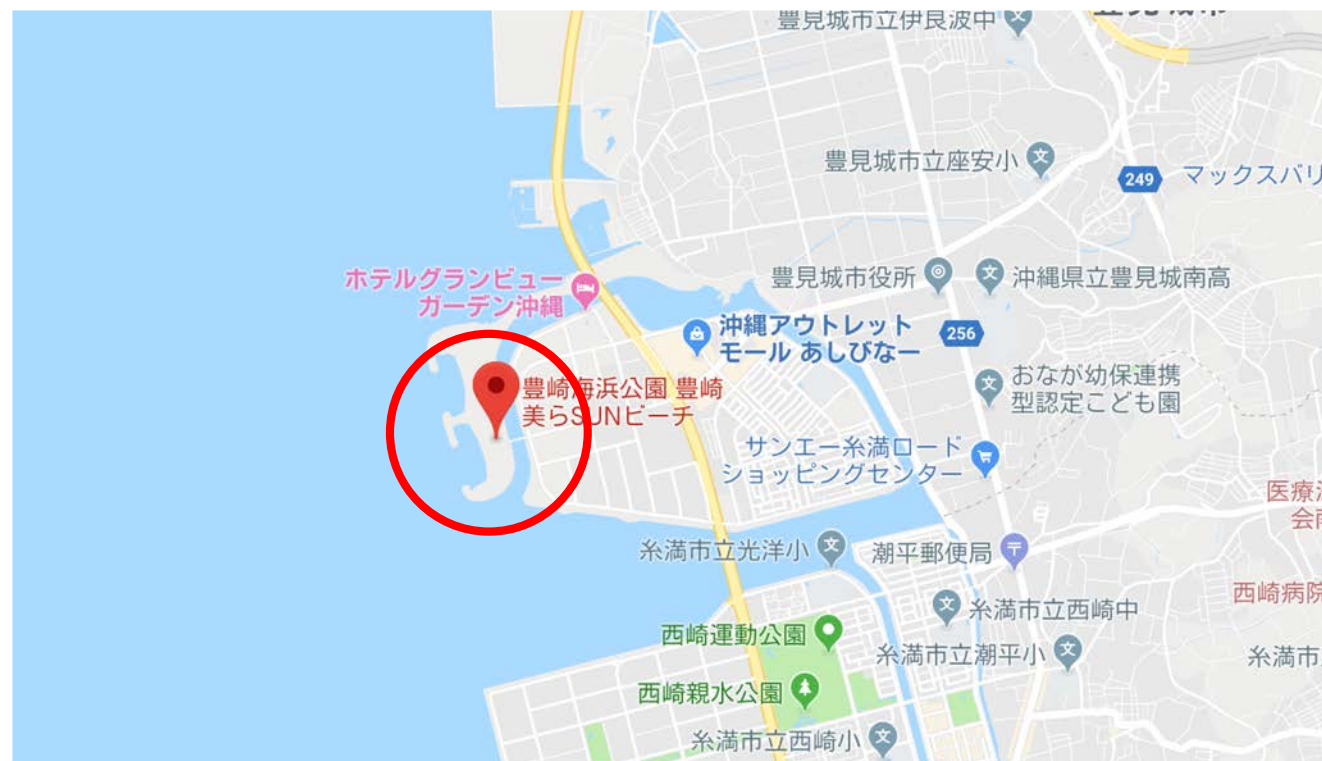 豊見城市立伊良波中
豊見城市立座安小
249
マックスバリ
ホテルグランビュー
ガーデン沖縄
豊見城市役所
沖縄県立豊見城南高
沖縄アウトレット
モール あしびなー
256
豊崎海浜公園 豊崎
美らSUNビーチ
おなが幼保連携
型認定こども園
サンエー糸満ロード
ショッピングセンター
医療
糸満市立光洋小
潮平郵便局
西崎病院
糸満市立西崎中
西崎運動公園
糸満市立潮平小
糸満市
西崎親水公園
糸満市立西崎小